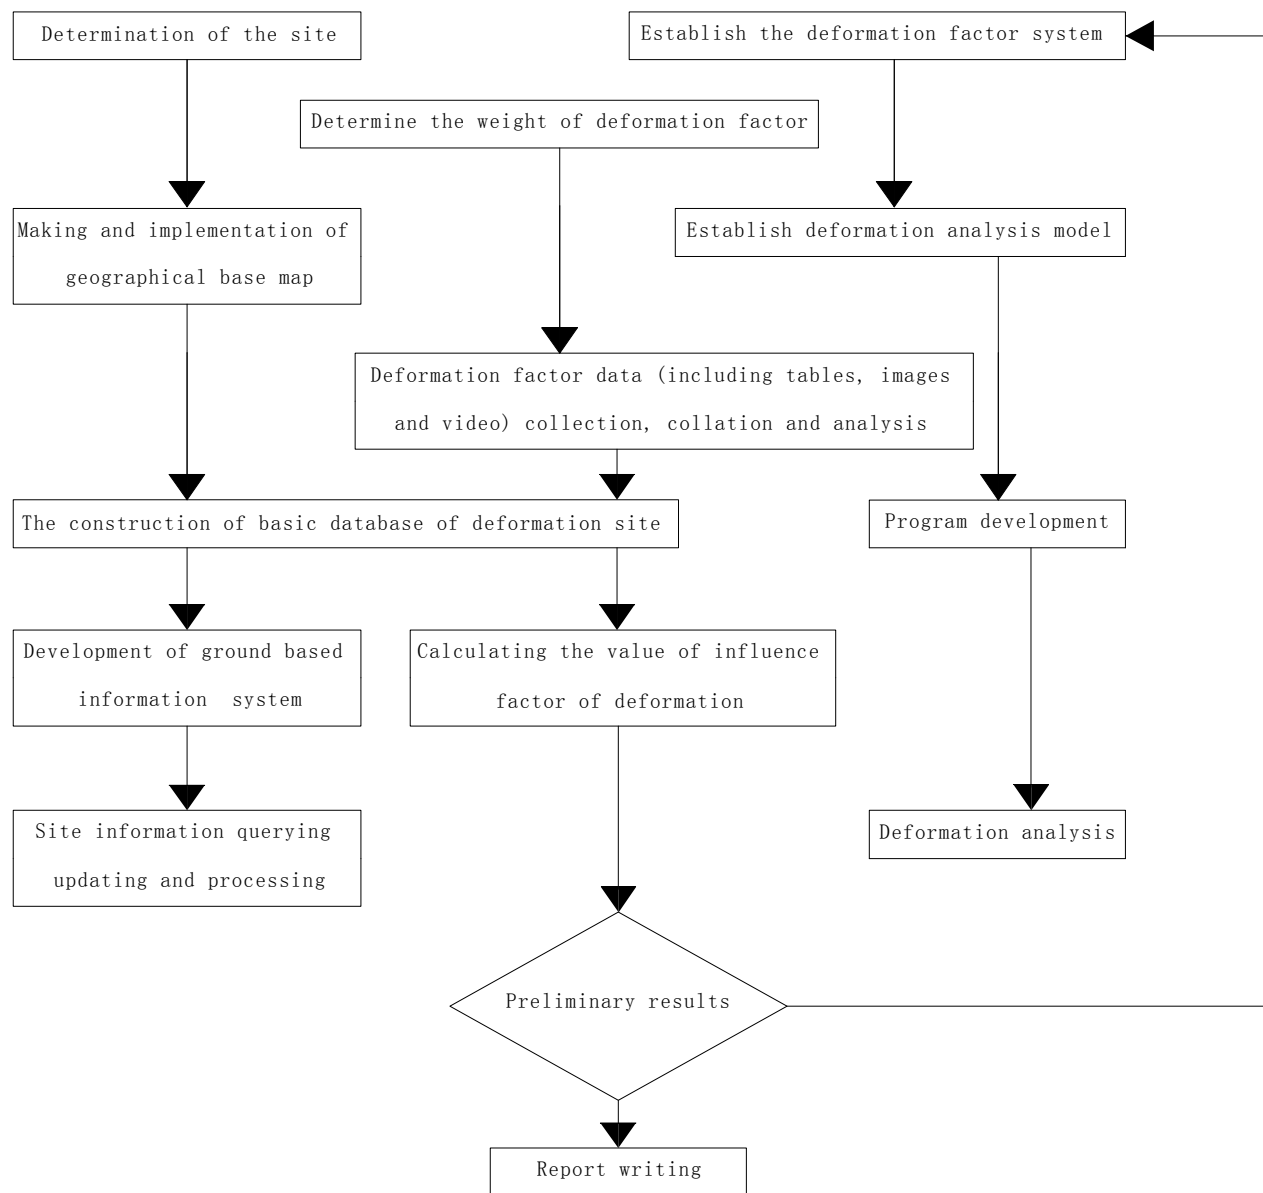 Determination of the site
Establish the deformation factor system
Determine the weight of deformation factor
Making and implementation of
geographical base map
Establish deformation analysis model
Deformation factor data (including tables, images
and video) collection, collation and analysis
The construction of basic database of deformation site
Program development
Development of ground based
information system
Calculating the value of influence
factor of deformation
Site information querying
updating and processing
Deformation analysis
Preliminary results
Report writing